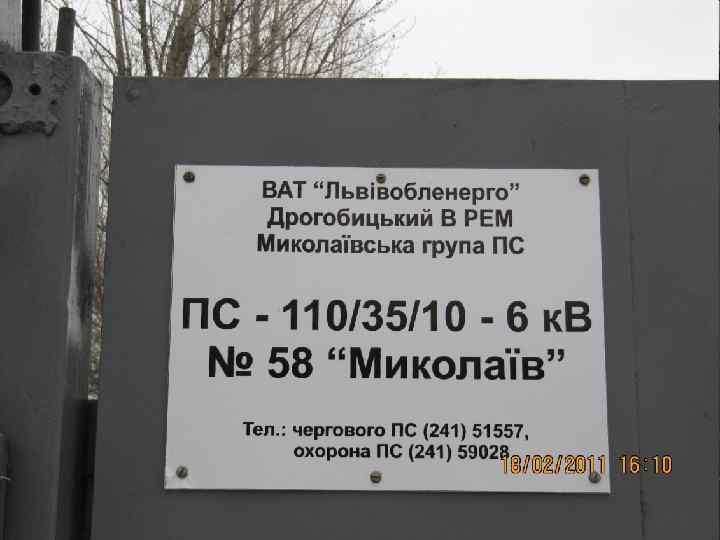 ВАТ “Львівобленерго”
Дрогобицький В РЕМ
Миколаївська група ПС
ПС - 110/35/10 - 6 к.В
№ 58 “Миколаїв”
Тел. : чергового ПС (241) 51557,
охорона ПС (241) 59028
18/02/2011 16:10